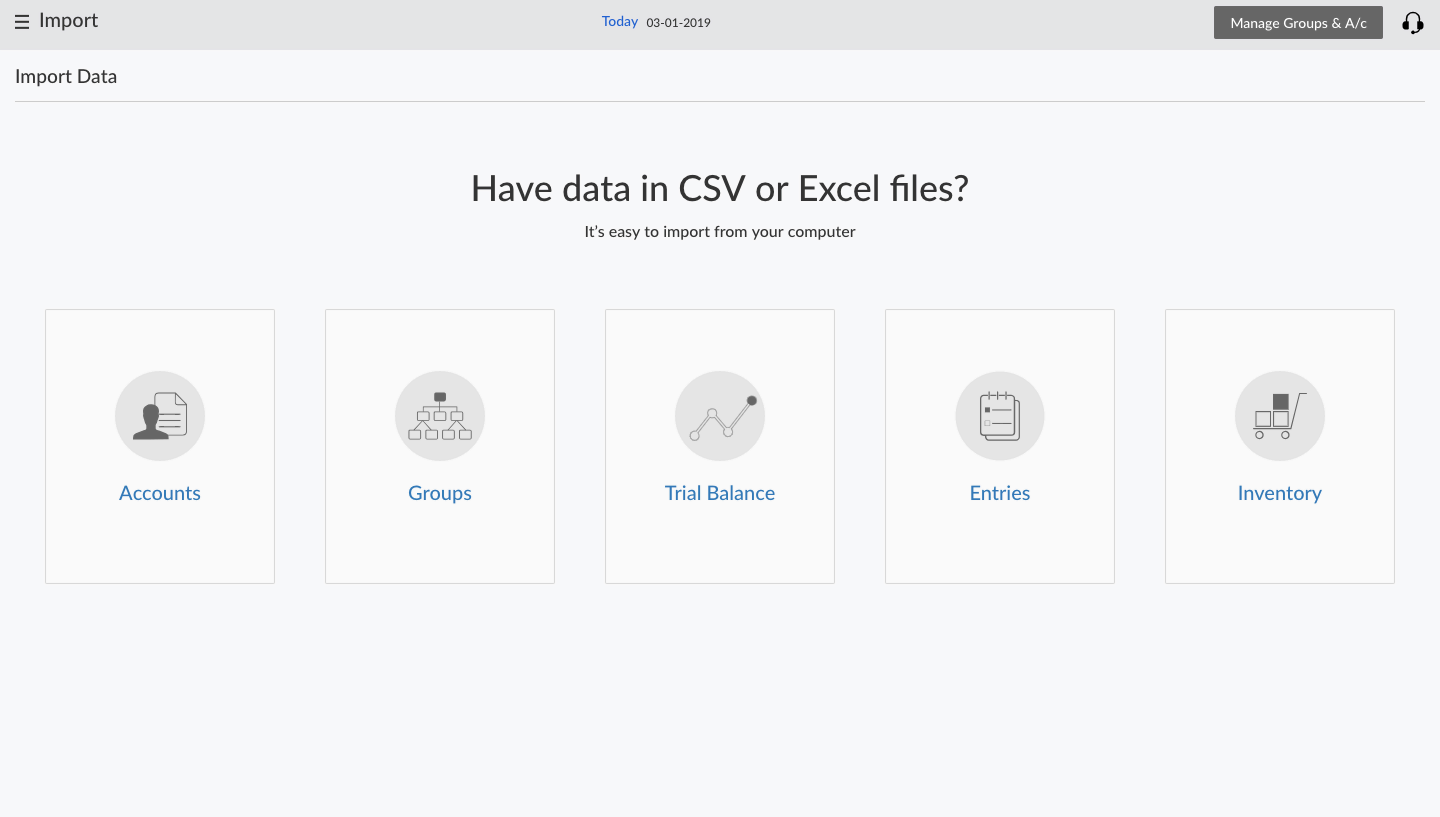 Import
Today 03-01-2019
Manage Groups & A/c
Import Data
Have data in CSV or Excel files?
It's easy to import from your computer
Accounts
Groups
Trial Balance
Entries
Inventory